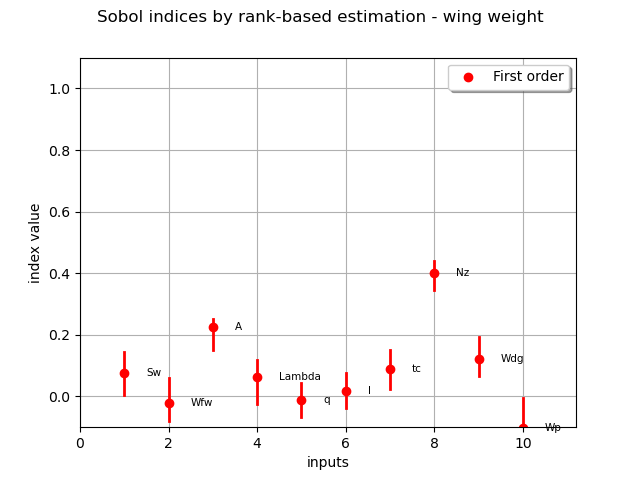 Sobol indices by rank-based estimation - wing weight
First order
1.0
0.8
0.6
0.4
0.2
0.0
index value
Sw
Wfw
A
Lambda
q
l
tc
Nz
Wdg
Wp
0
2
4
6
8
10
inputs